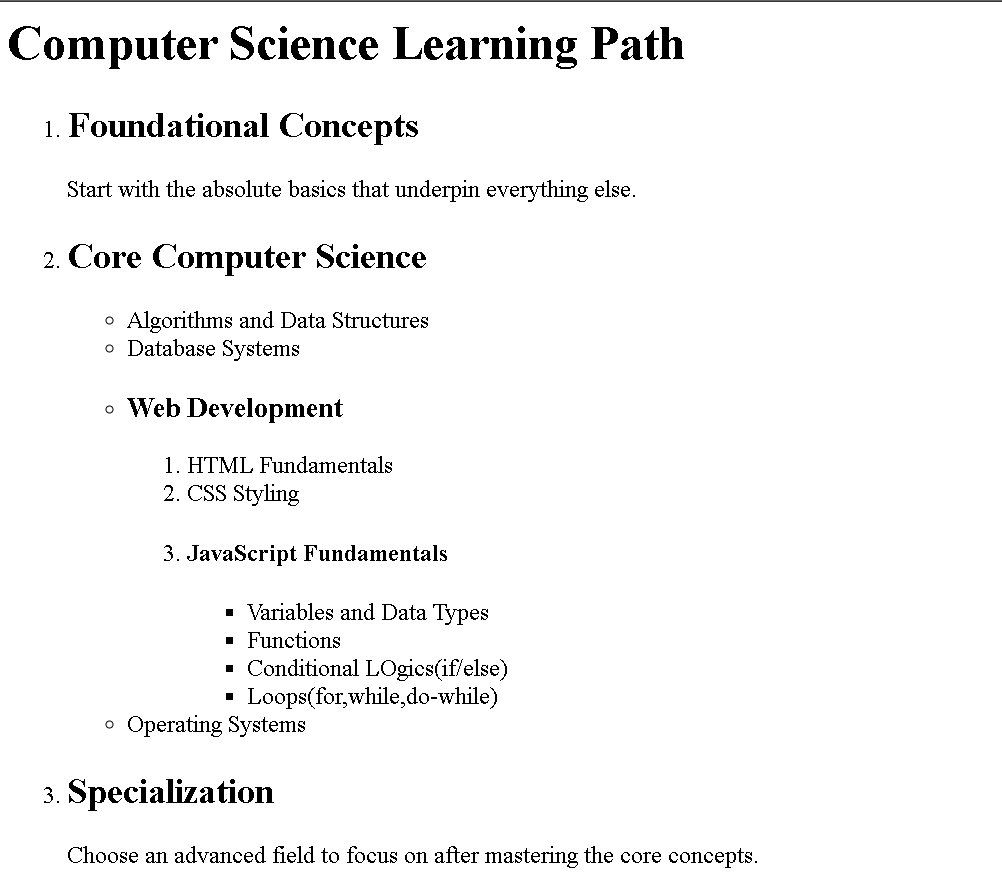 Computer Science Learning Path
1. Foundational Concepts
Start with the absolute basics that underpin everything else.
2. Core Computer Science
Algorithms and Data Structures
Database Systems
Web Development
1. HTML Fundamentals
2. CSS Styling
3. JavaScript Fundamentals
Variables and Data Types
Functions
Conditional LOgics(if/else)
Loops(for,while,do-while)
Operating Systems
3. Specialization
Choose an advanced field to focus on after mastering the core concepts.